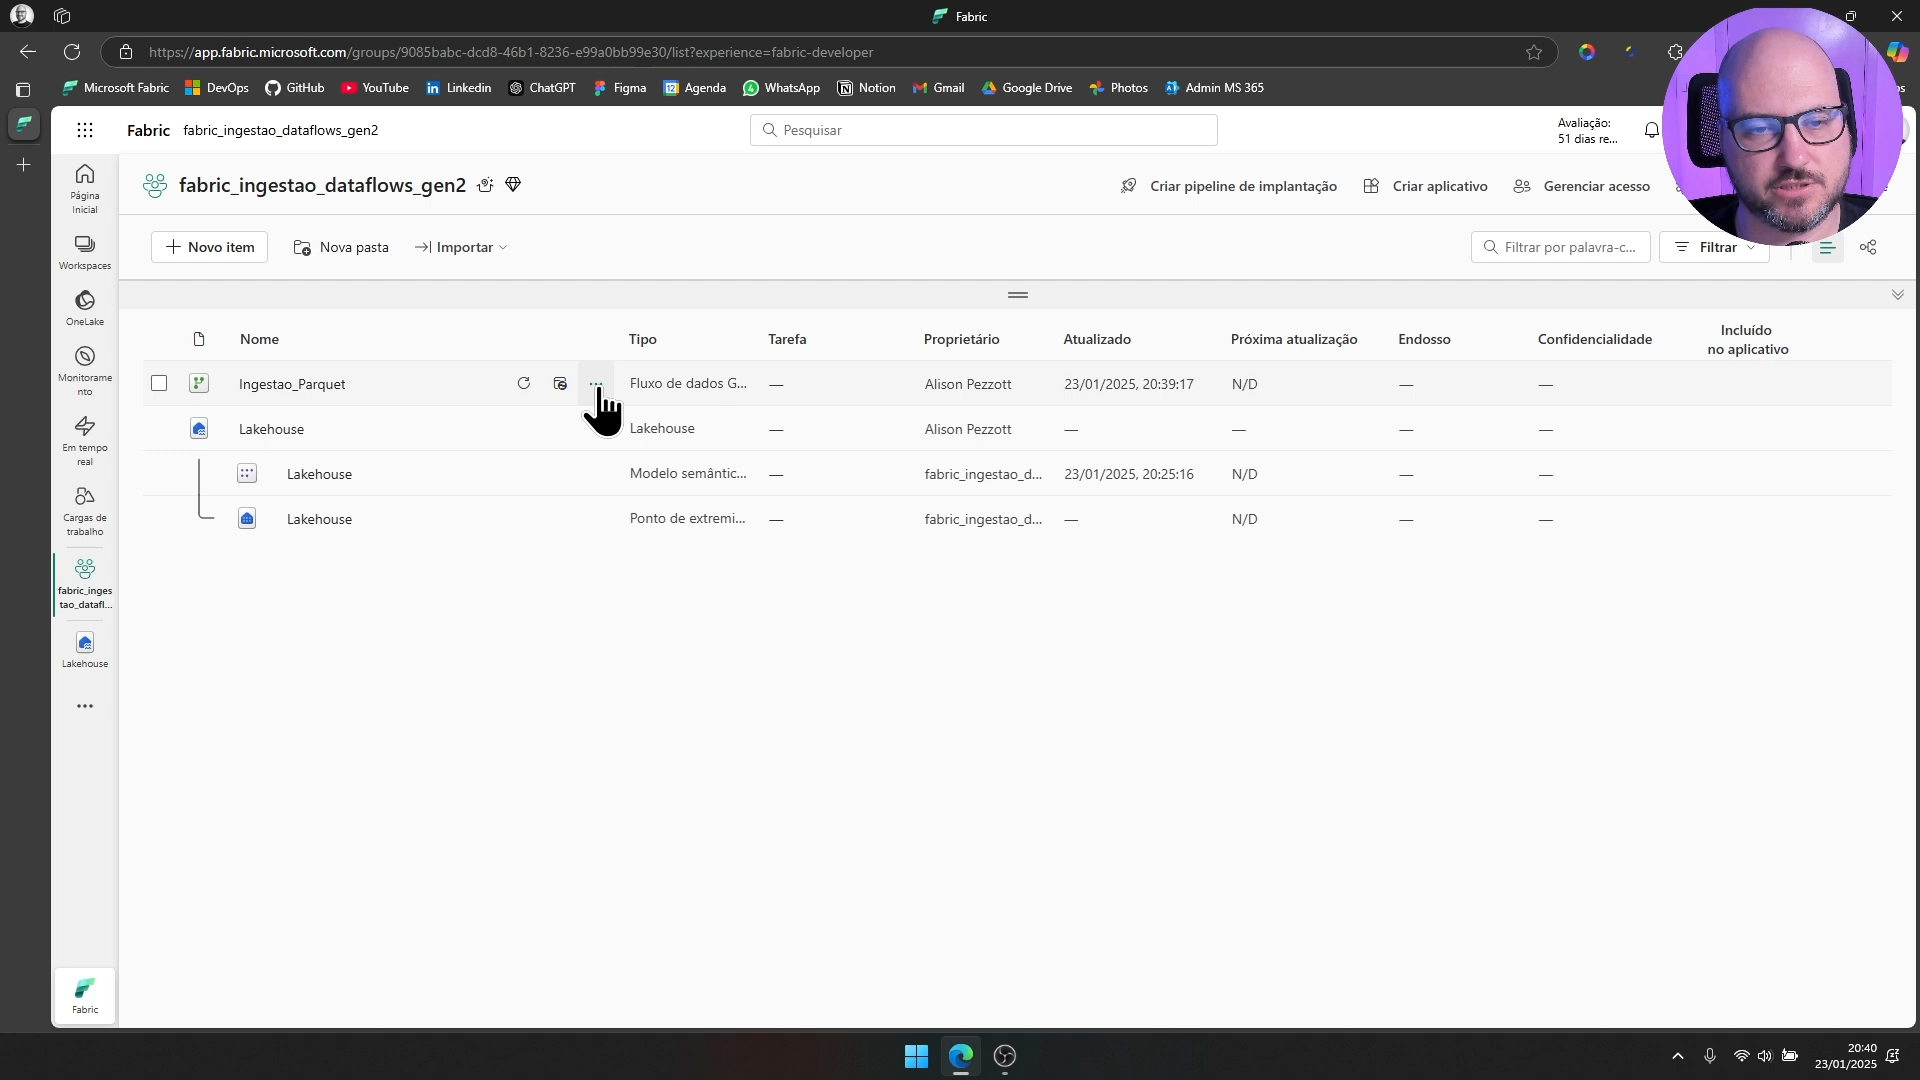 Fabric
https://app.fabric.microsoft.com/groups/9085babc-dcd8-46b1-8236-e99a0bb99e30/list?experience=fabric-developer
Microsoft Fabric DevOps GitHub YouTube Linkedin ChatGPT Figma Agenda WhatsApp Notion Gmail Google Drive Photos Admin MS 365
Fabric fabric_ingestao_dataflows_gen2
Pesquisar
Avaliação:
51 dias re...
Página
Inicial
Workspaces
OneLake
Monitorame
nto
Em tempo
real
Cargas de
trabalho
fabric_inges
tao_datafl...
Lakehouse
Fabric
fabric_ingestao_dataflows_gen2
Criar pipeline de implantação Criar aplicativo Gerenciar acesso
Novo item Nova pasta Importar
Filtrar por palavra-c... Filtrar
Nome Tipo Tarefa Proprietário Atualizado Próxima atualização Endosso Confidencialidade Incluído
no aplicativo
Ingestao_Parquet Fluxo de dados G... — Alison Pezzott 23/01/2025, 20:39:17 N/D — —
Lakehouse Lakehouse — Alison Pezzott — — — —
Lakehouse Modelo semântic... — fabric_ingestao_d... 23/01/2025, 20:25:16 N/D — —
Lakehouse Ponto de extremi... — fabric_ingestao_d... — N/D — —
20:40
23/01/2025